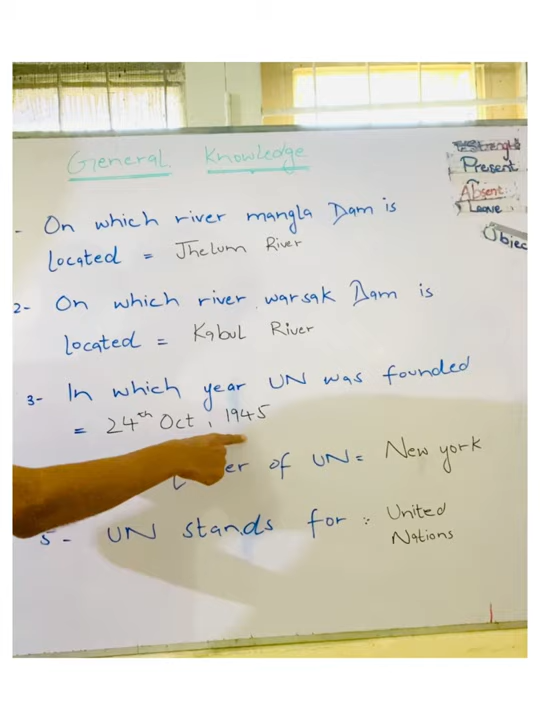 General Knowledge
Strength
Present
Absent
Leave
Objec
- On which river mangla Dam is
located = Jhelum River
2- On which river warsak Dam is
located = Kabul River
3- In which year UN was founded
= 24th Oct, 1945
of UN = New york
5- UN stands for : United
Nations